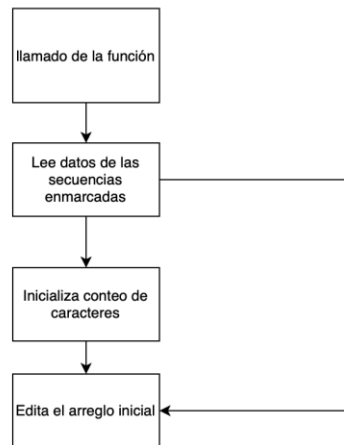 llamado de la función
Lee datos de las
secuencias
enmarcadas
Inicializa conteo de
caracteres
Edita el arreglo inicial